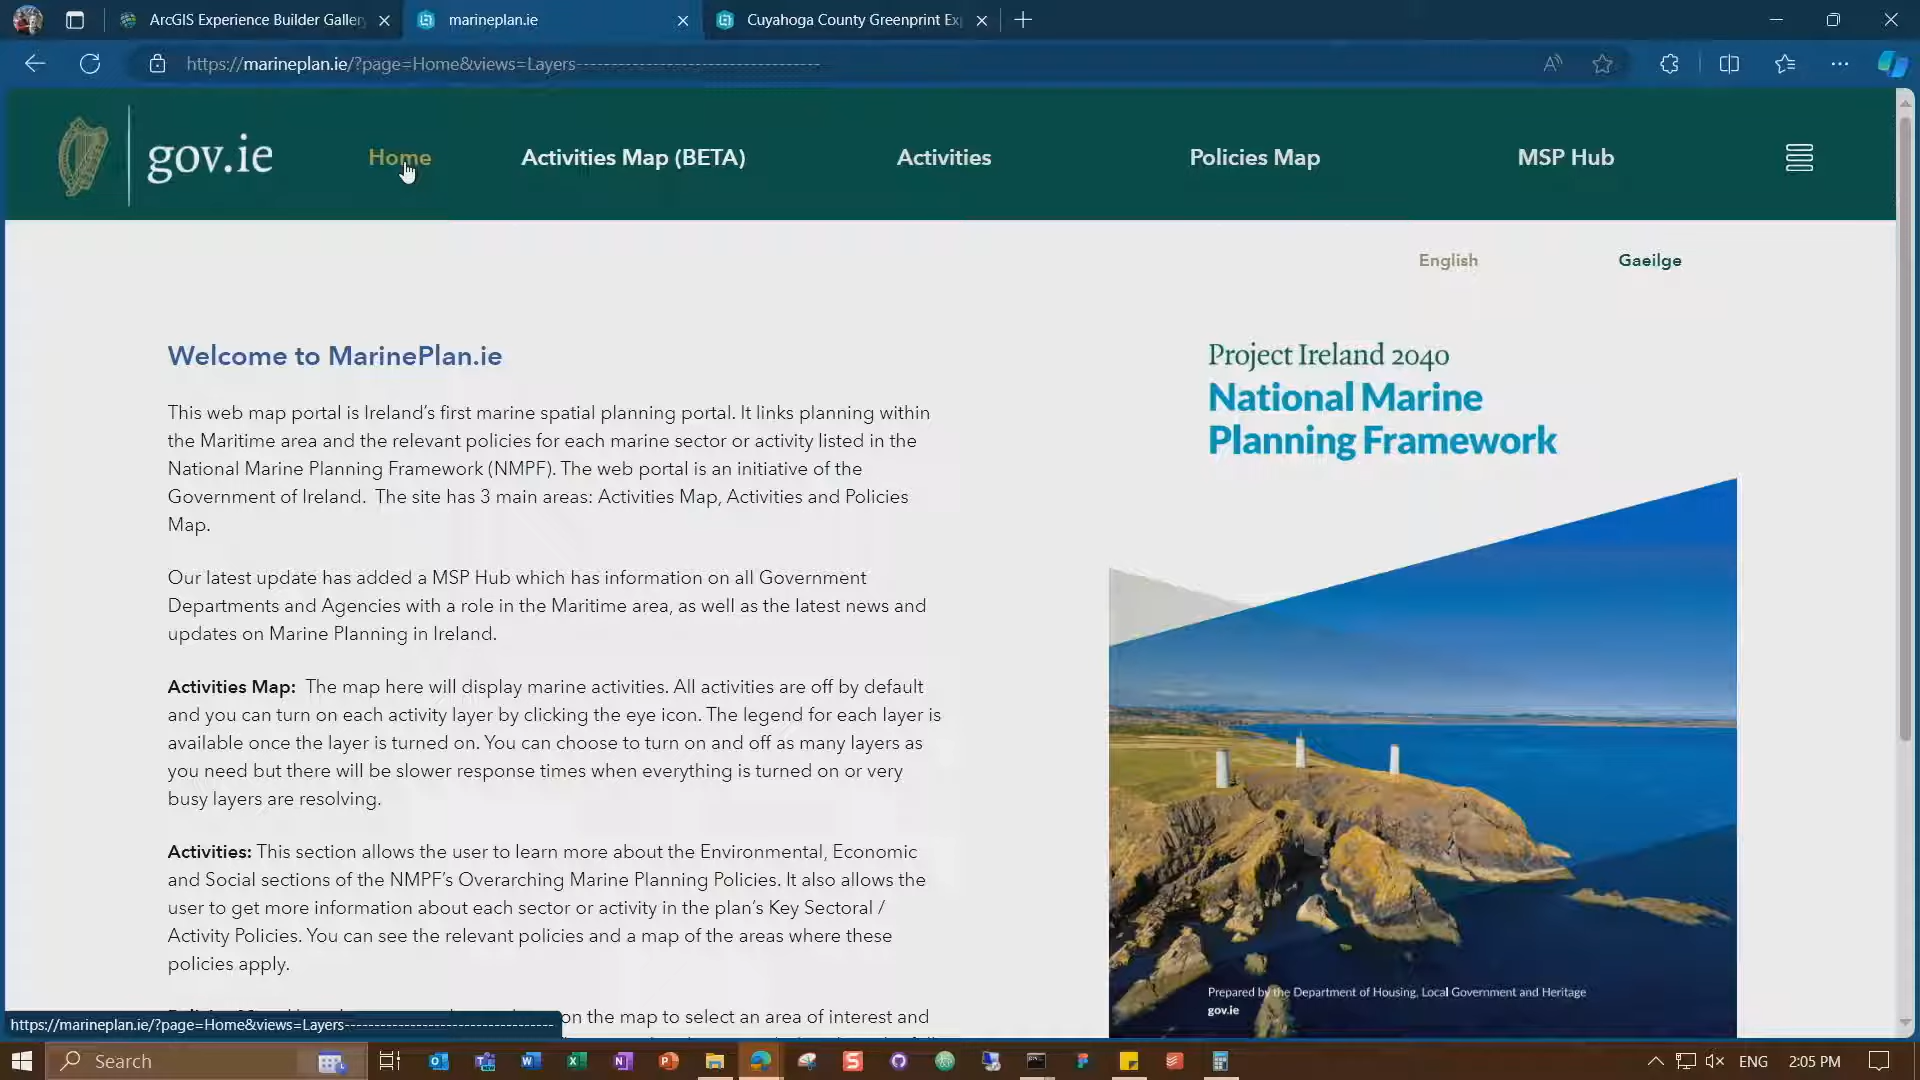 ArcGIS Experience Builder Gallery
marineplan.ie
Cuyahoga County Greenprint Ex
https://marineplan.ie/?page=Home&views=Layers---------------------------------
gov.ie
Home
Activities Map (BETA)
Activities
Policies Map
MSP Hub
English
Gaeilge
Welcome to MarinePlan.ie
This web map portal is Ireland's first marine spatial planning portal. It links planning within
the Maritime area and the relevant policies for each marine sector or activity listed in the
National Marine Planning Framework (NMPF). The web portal is an initiative of the
Government of Ireland. The site has 3 main areas: Activities Map, Activities and Policies
Map.
Our latest update has added a MSP Hub which has information on all Government
Departments and Agencies with a role in the Maritime area, as well as the latest news and
updates on Marine Planning in Ireland.
Activities Map: The map here will display marine activities. All activities are off by default
and you can turn on each activity layer by clicking the eye icon. The legend for each layer is
available once the layer is turned on. You can choose to turn on and off as many layers as
you need but there will be slower response times when everything is turned on or very
busy layers are resolving.
Activities: This section allows the user to learn more about the Environmental, Economic
and Social sections of the NMPF's Overarching Marine Planning Policies. It also allows the
user to get more information about each sector or activity in the plan's Key Sectoral /
Activity Policies. You can see the relevant policies and a map of the areas where these
policies apply.
on the map to select an area of interest and
Project Ireland 2040
National Marine
Planning Framework
Prepared by the Department of Housing, Local Government and Heritage
gov.ie
https://marineplan.ie/?page=Home&views=Layers---------------------------------
Search
ENG
2:05 PM